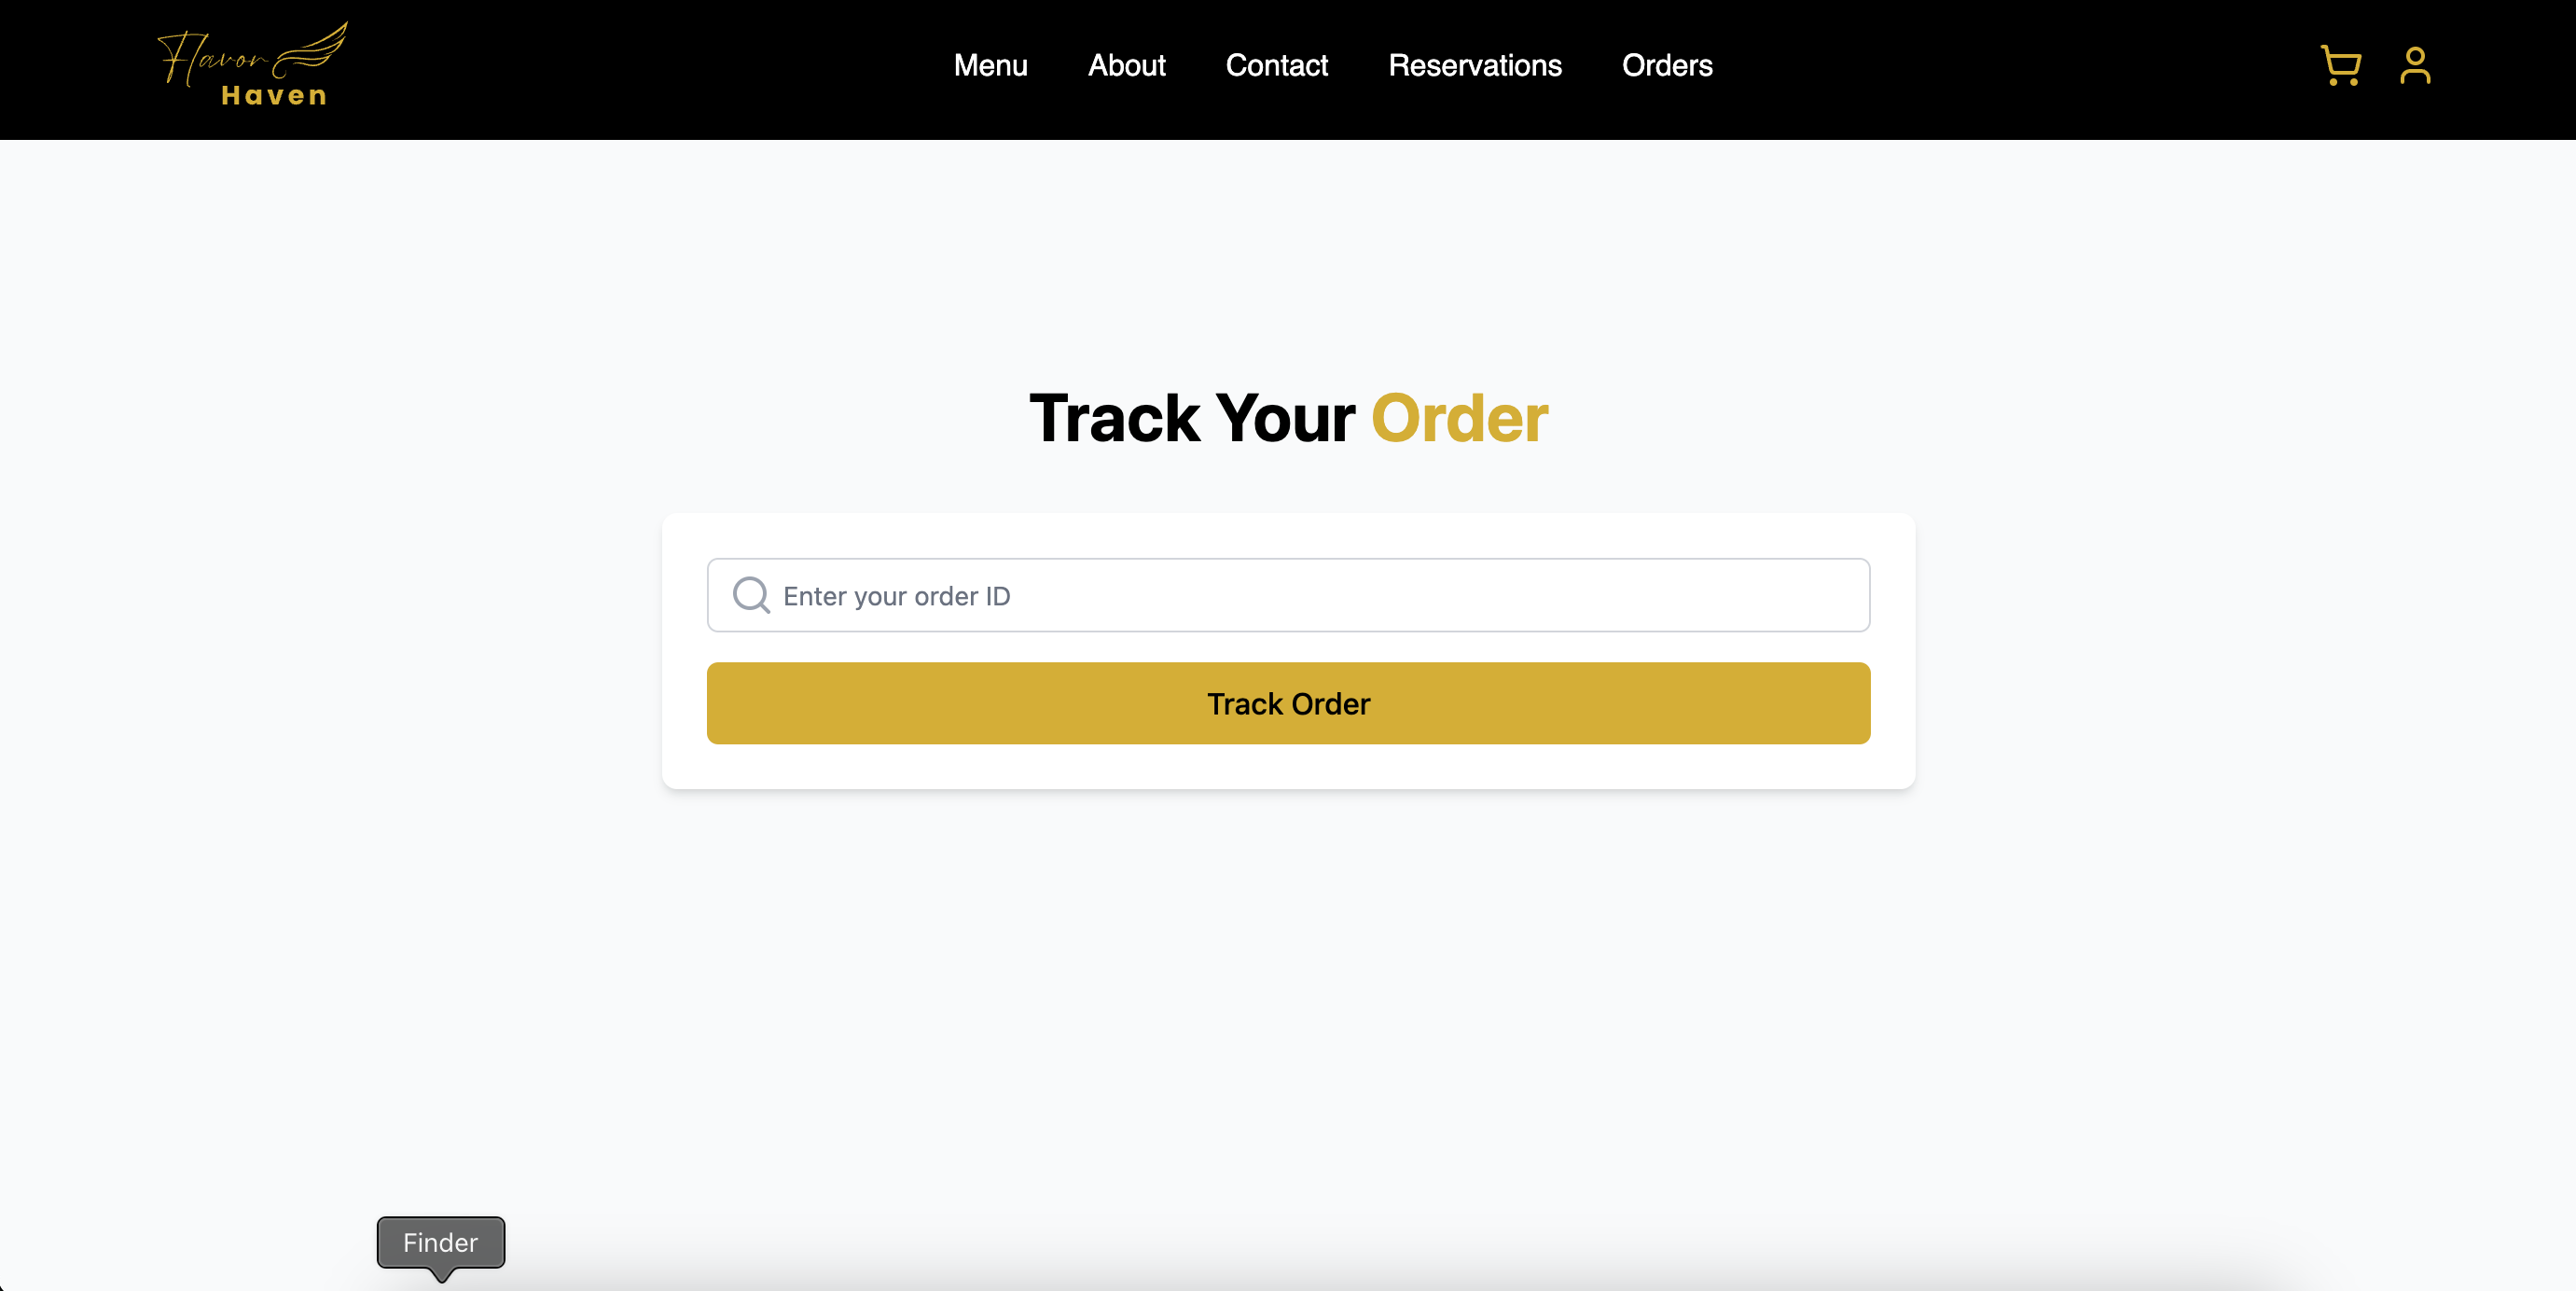 Flavor
Haven
Menu About Contact Reservations Orders
Track Your Order
Enter your order ID
Track Order
Finder